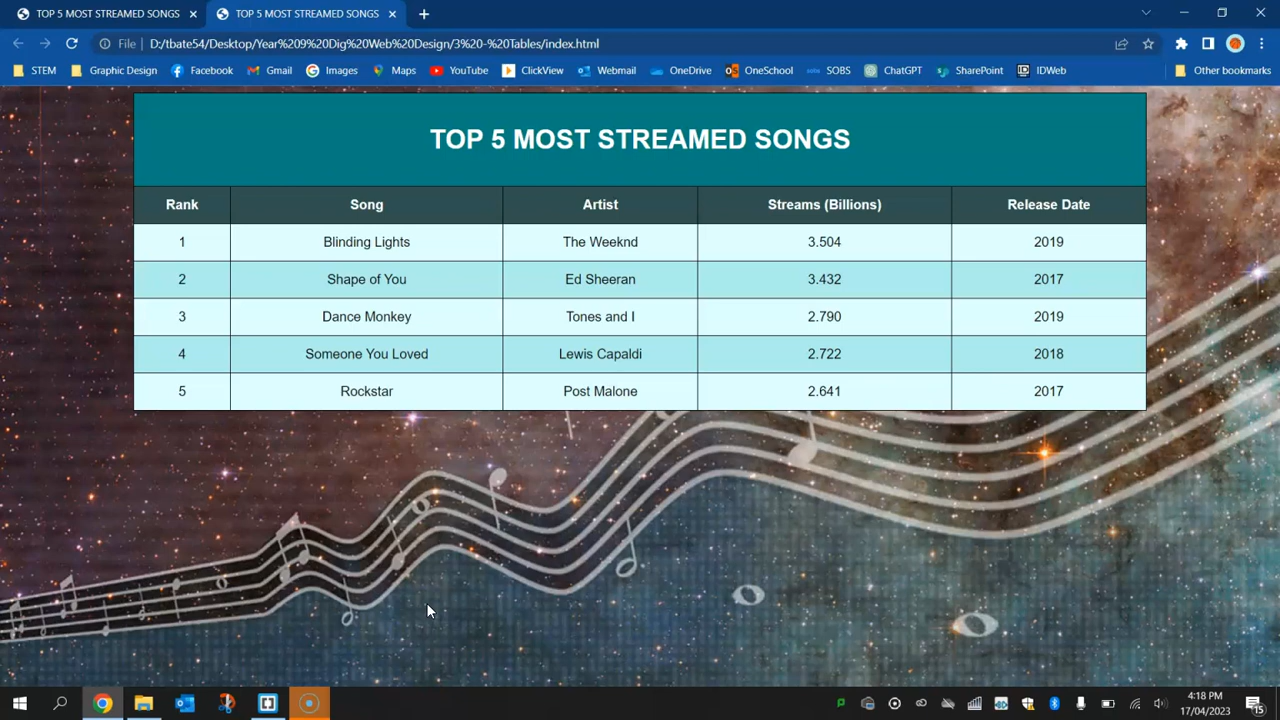 TOP 5 MOST STREAMED SONGS
TOP 5 MOST STREAMED SONGS
File D:/tbate54/Desktop/Year%209%20Dig%20Web%20Design/3%20-%20Tables/index.html
STEM Graphic Design Facebook Gmail Images Maps YouTube ClickView Webmail OneDrive OneSchool SOBS ChatGPT SharePoint IDWeb Other bookmarks
TOP 5 MOST STREAMED SONGS
Rank Song Artist Streams (Billions) Release Date
1 Blinding Lights The Weeknd 3.504 2019
2 Shape of You Ed Sheeran 3.432 2017
3 Dance Monkey Tones and I 2.790 2019
4 Someone You Loved Lewis Capaldi 2.722 2018
5 Rockstar Post Malone 2.641 2017
4:18 PM
17/04/2023
15